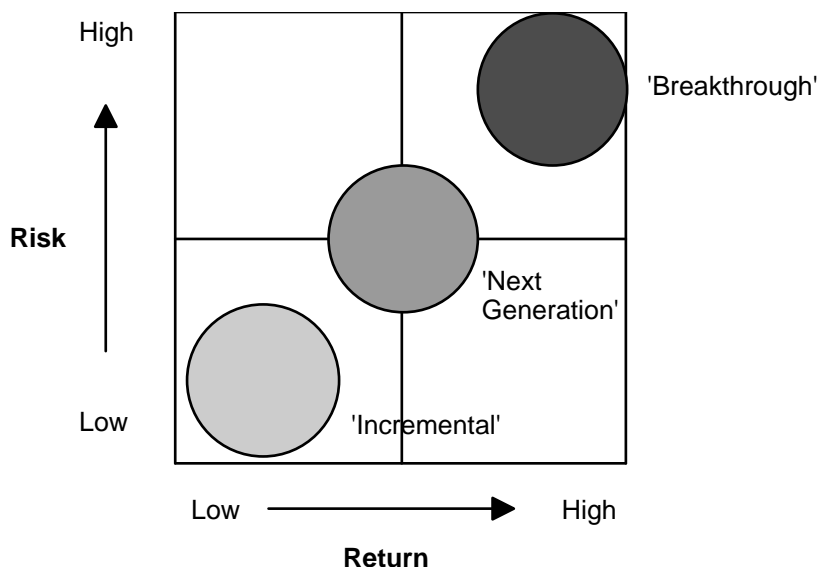 High
'Breakthrough'
Risk
'Next
Generation'
Low
'Incremental'
Low
High
Return